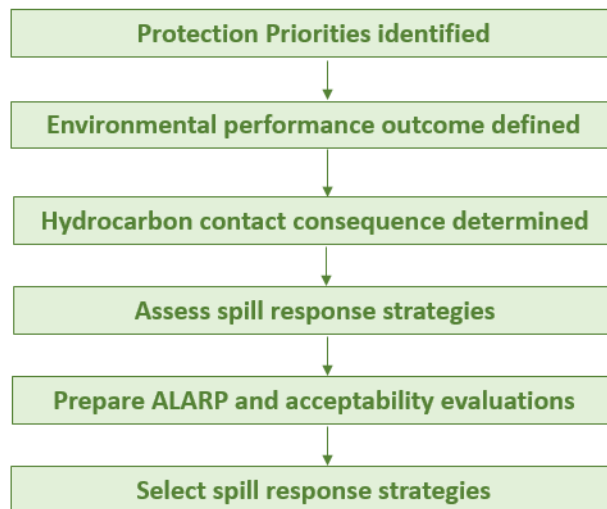 Protection Priorities identified
Environmental performance outcome defined
Hydrocarbon contact consequence determined
Assess spill response strategies
Prepare ALARP and acceptability evaluations
Select spill response strategies